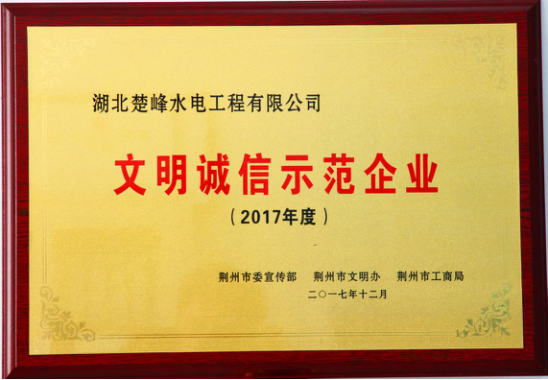 湖北楚峰水电工程有限公司
文明诚信示范企业
（2017年度）
荆州市委宣传部 荆州市文明办 荆州市工商局
二〇一七年十二月